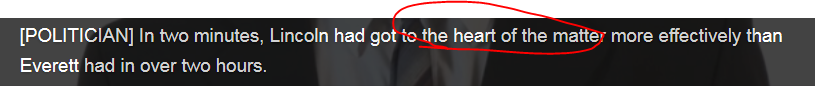 [POLITICIAN] In two minutes, Lincoln had got to the heart of the matter more effectively than
Everett had in over two hours.